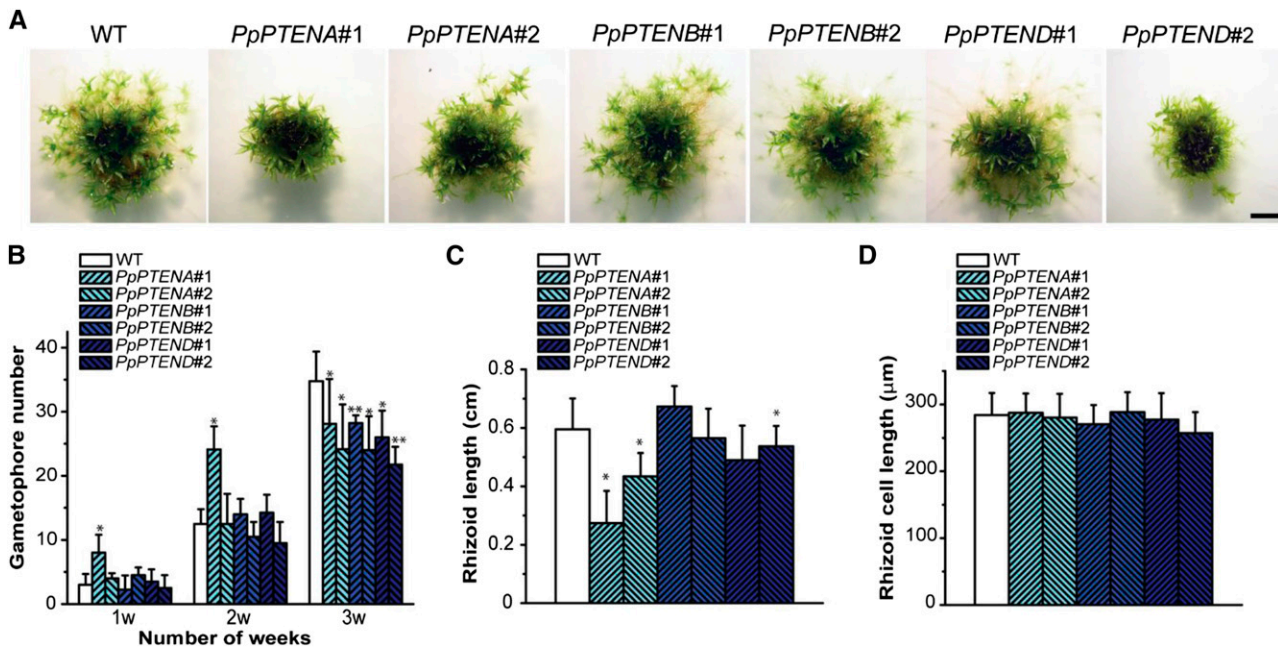 A
WT PpPTENA#1 PpPTENA#2 PpPTENB#1 PpPTENB#2 PpPTEND#1 PpPTEND#2
B
WT
PpPTENA#1
PpPTENA#2
PpPTENB#1
PpPTENB#2
PpPTEND#1
PpPTEND#2
Gametophore number
40
30
20
10
0
* * * * ** * * **
1w 2w 3w
Number of weeks
C
WT
PpPTENA#1
PpPTENA#2
PpPTENB#1
PpPTENB#2
PpPTEND#1
PpPTEND#2
Rhizoid length (cm)
0.8
0.6
0.4
0.2
0
* * *
D
WT
PpPTENA#1
PpPTENA#2
PpPTENB#1
PpPTENB#2
PpPTEND#1
PpPTEND#2
Rhizoid cell length (μm)
300
200
100
0